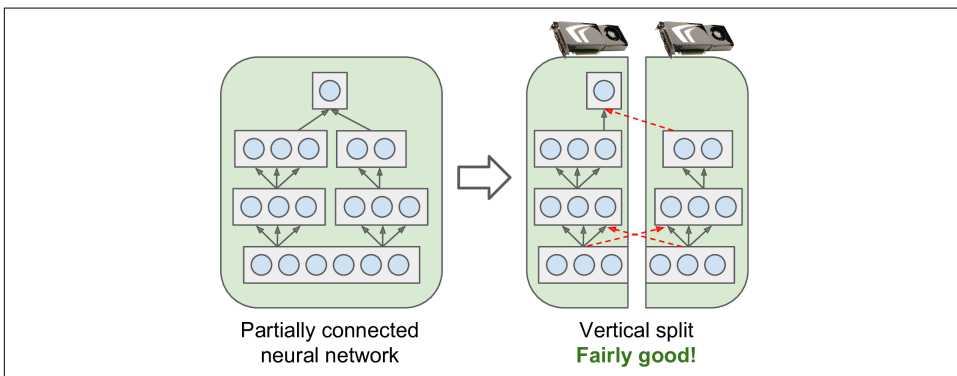 Partially connected
neural network
Vertical split
Fairly good!